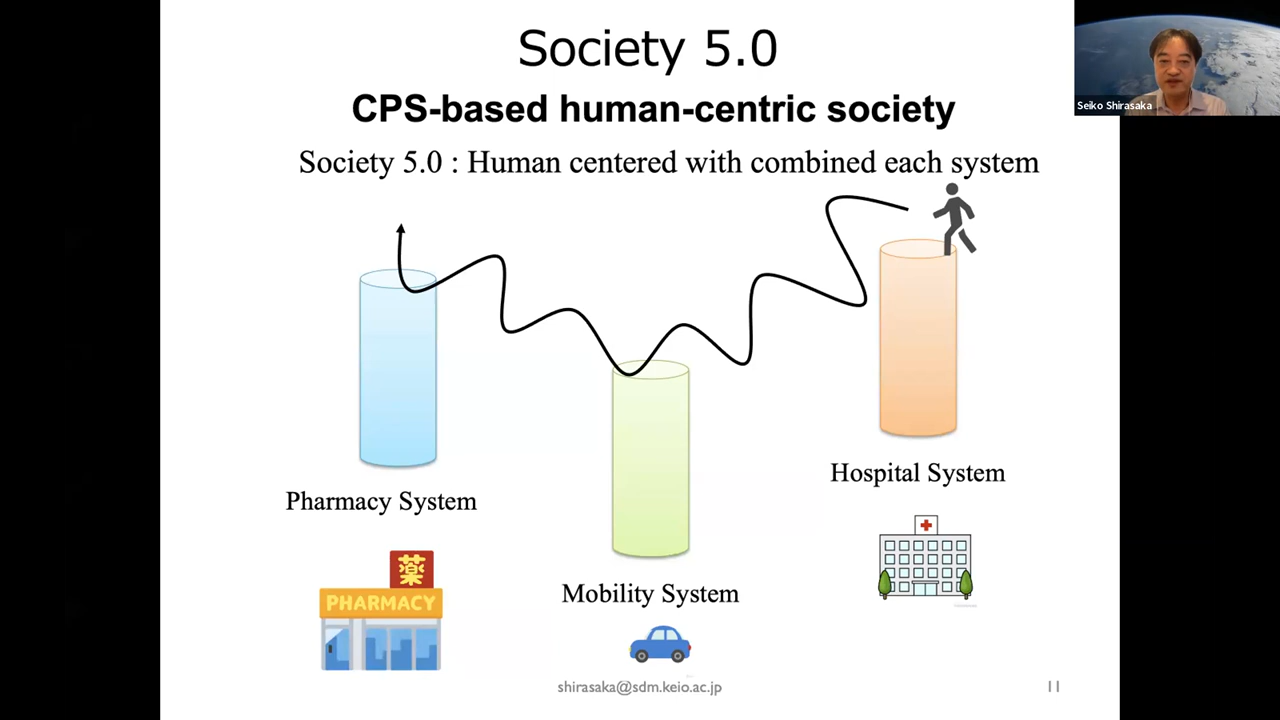 Society 5.0
CPS-based human-centric society
Seiko Shirasaka
Society 5.0 : Human centered with combined each system
Hospital System
Pharmacy System
薬
PHARMACY
Mobility System
shirasaka@sdm.keio.ac.jp
11